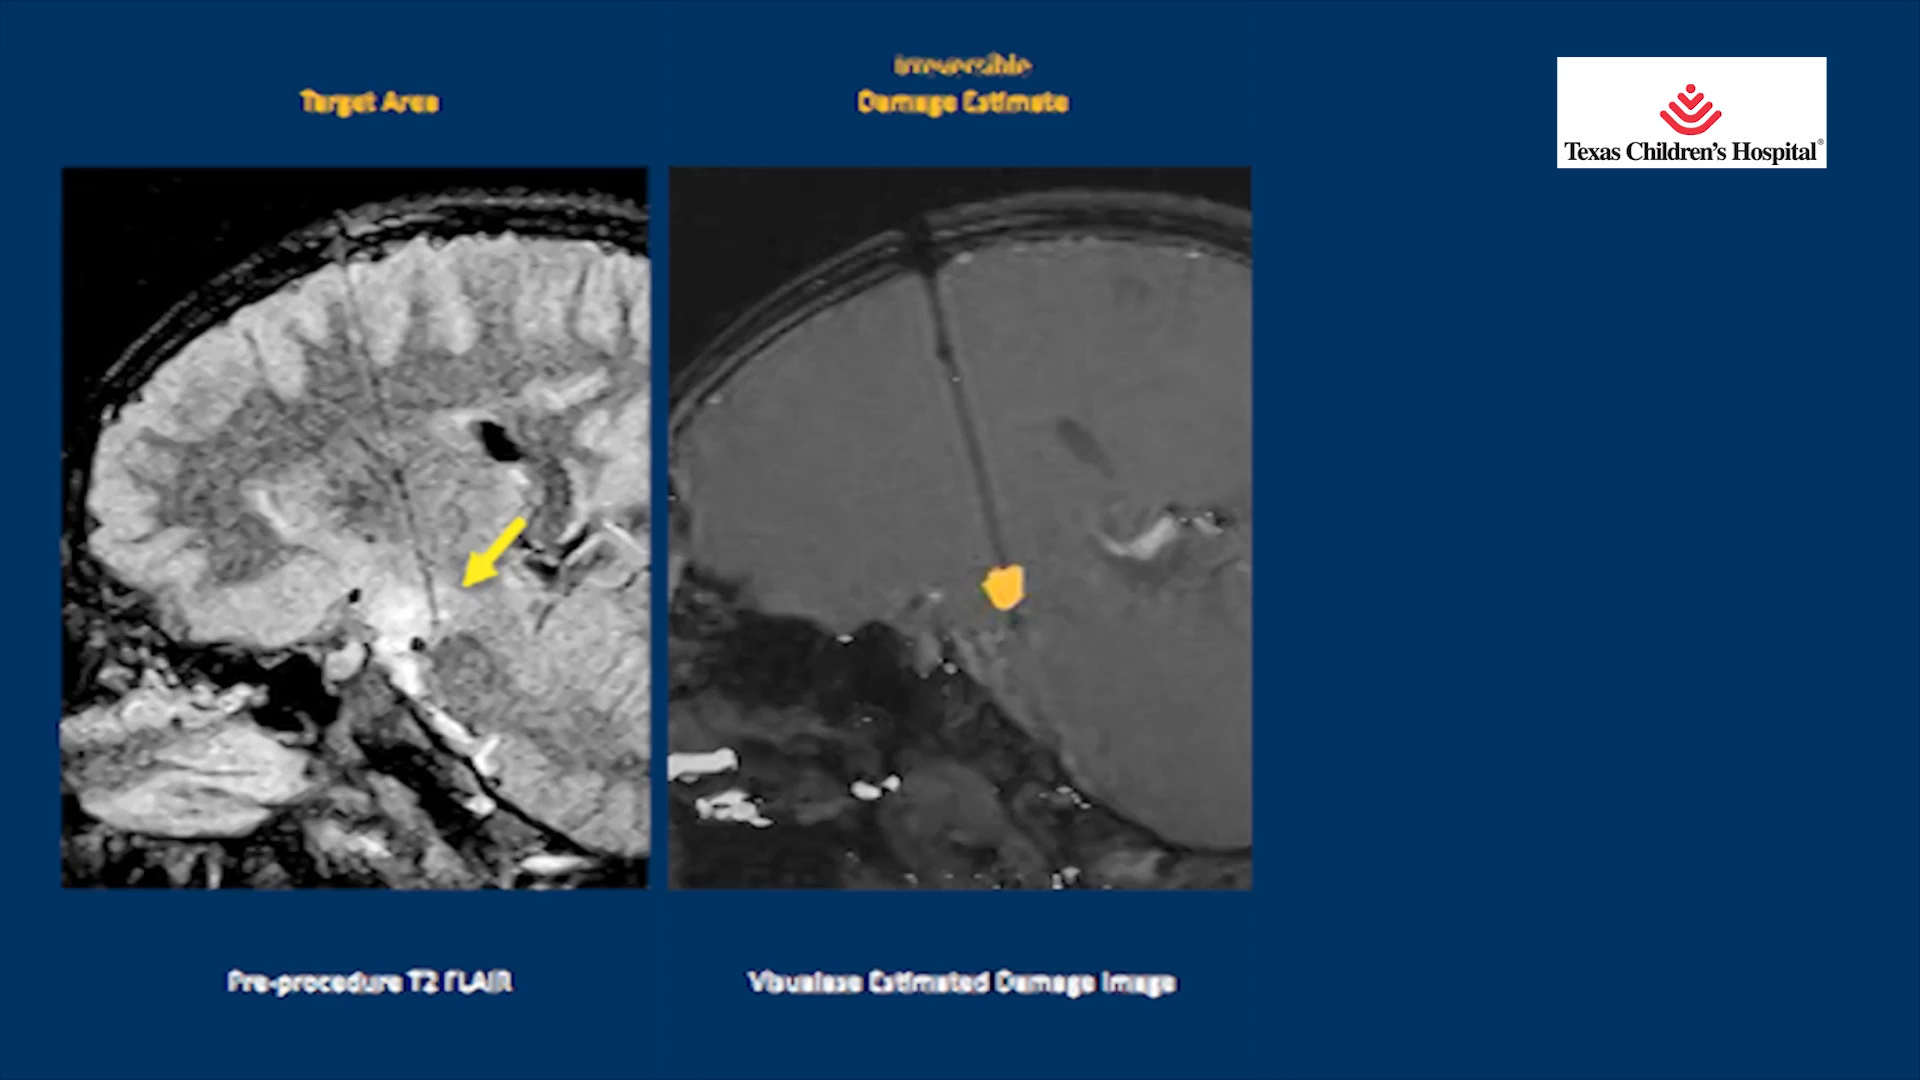 Target Area
Irreversible
Damage Estimate
Texas Children's Hospital®
Pre-procedure T2 FLAIR
Visualase Estimated Damage Image